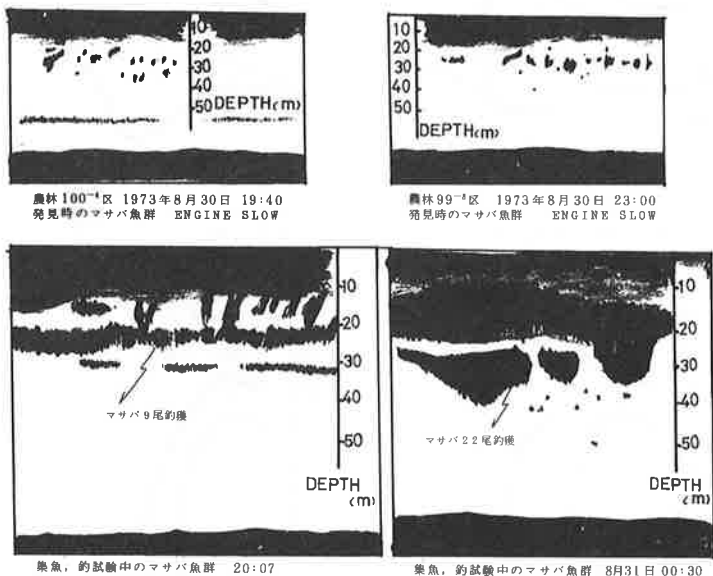 10
20
30
40
50
DEPTH(m)
農林100⁻⁴区 1973年8月30日 19:40
発見時のマサバ魚群 ENGINE SLOW
10
20
30
40
50
DEPTH(m)
農林99⁻⁸区 1973年8月30日 23:00
発見時のマサバ魚群 ENGINE SLOW
10
20
30
40
50
DEPTH
(m)
マサバ9尾釣獲
集魚,釣試験中のマサバ魚群 20:07
10
20
30
40
50
DEPTH
(m)
マサバ22尾釣獲
集魚,釣試験中のマサバ魚群 8月31日 00:30